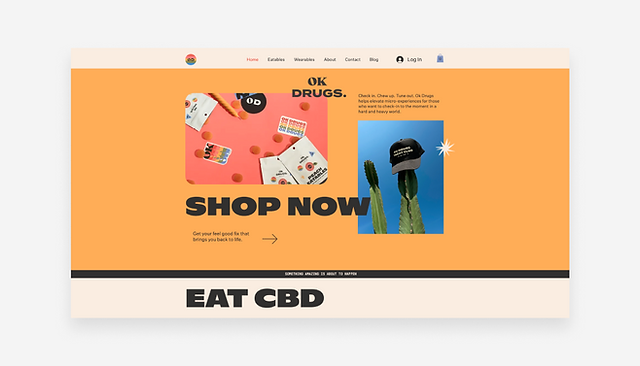 Home Eatables Wearables About Contact Blog Log In
OK
DRUGS.
Check in. Chew up. Tune out. Ok Drugs
helps elevate micro-experiences for those
who want to check-in to the moment in a
hard and heavy world.
SHOP NOW
Get your feel good fix that
brings you back to life.
SOMETHING AMAZING IS ABOUT TO HAPPEN
EAT CBD